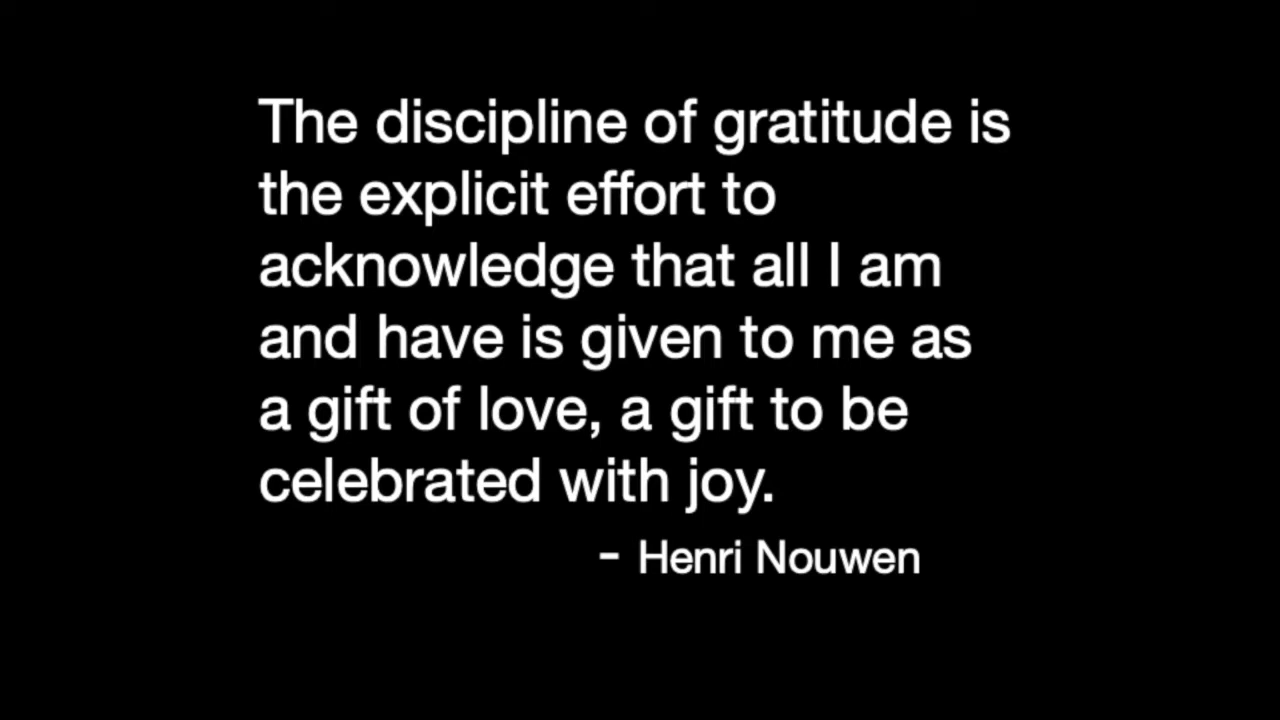 The discipline of gratitude is
the explicit effort to
acknowledge that all I am
and have is given to me as
a gift of love, a gift to be
celebrated with joy.
- Henri Nouwen